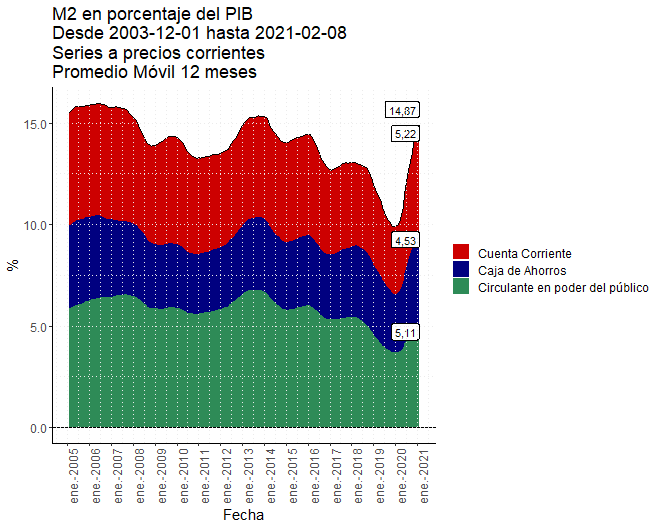 M2 en porcentaje del PIB
Desde 2003-12-01 hasta 2021-02-08
Series a precios corrientes
Promedio Móvil 12 meses
15.0
10.0
5.0
0.0
%
14,87
5,22
4,53
5,11
Cuenta Corriente
Caja de Ahorros
Circulante en poder del público
ene.-2005
ene.-2006
ene.-2007
ene.-2008
ene.-2009
ene.-2010
ene.-2011
ene.-2012
ene.-2013
ene.-2014
ene.-2015
ene.-2016
ene.-2017
ene.-2018
ene.-2019
ene.-2020
ene.-2021
Fecha